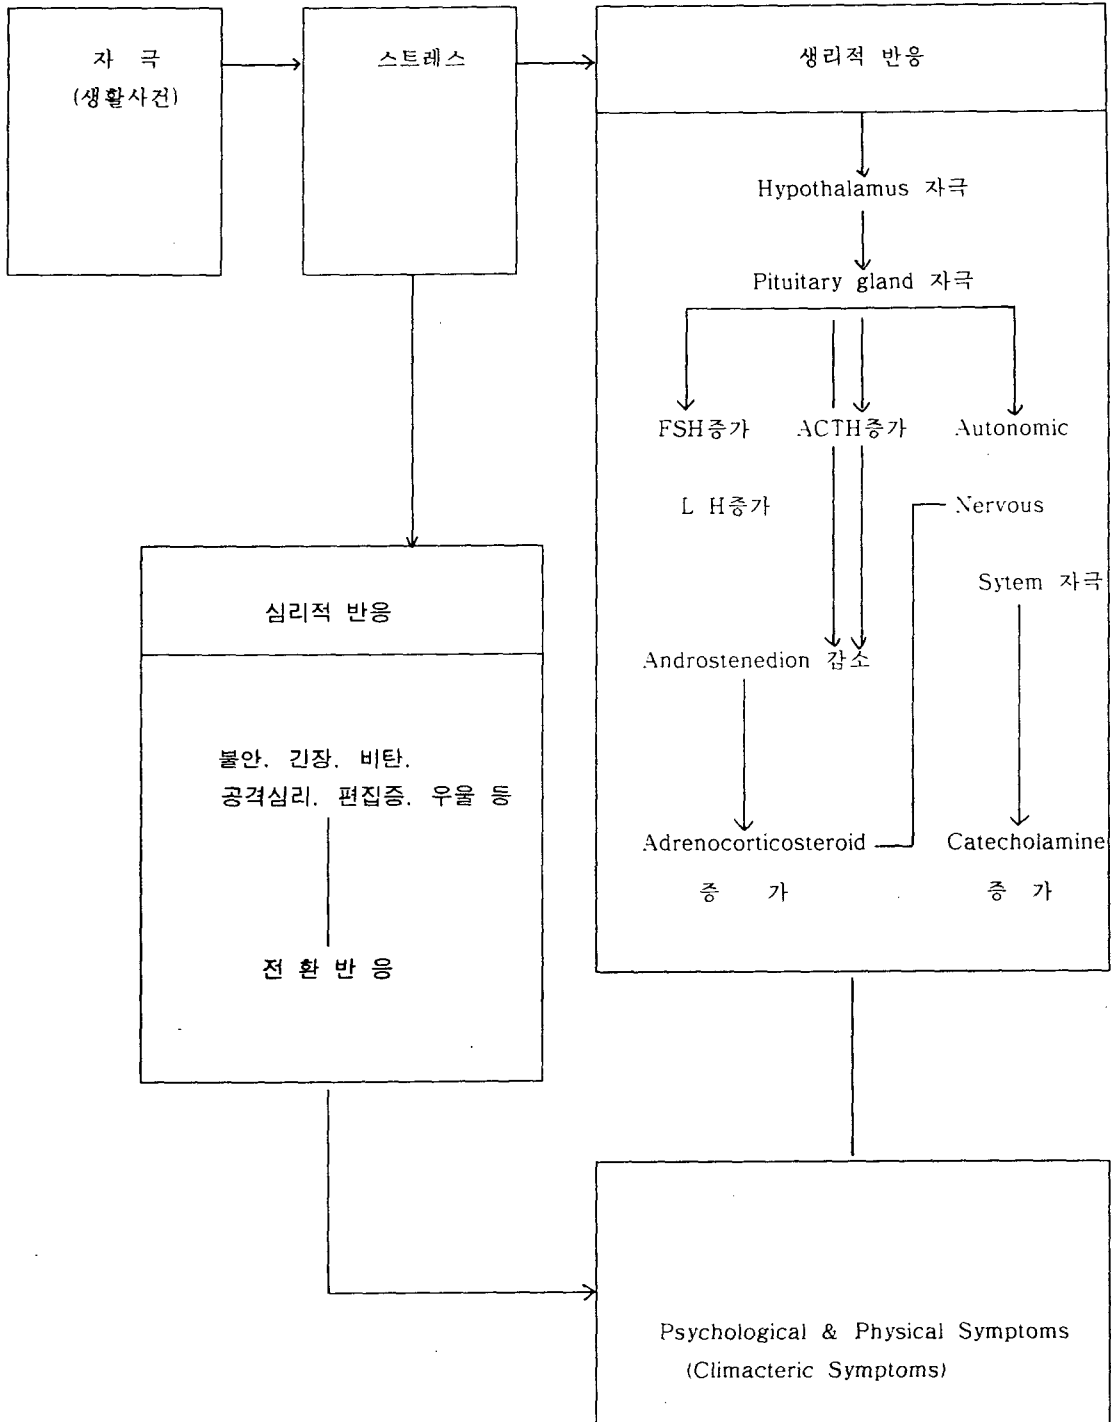 자 극
(생활사건)
스트레스
생리적 반응
Hypothalamus 자극
Pituitary gland 자극
FSH증가 ACTH증가 Autonomic
L H증가 Nervous
Sytem 자극
Androstenedion 감소
Adrenocorticosteroid Catecholamine
증 가 증 가
심리적 반응
불안. 긴장. 비탄.
공격심리. 편집증. 우울 등
전 환 반 응
Psychological & Physical Symptoms
(Climacteric Symptoms)